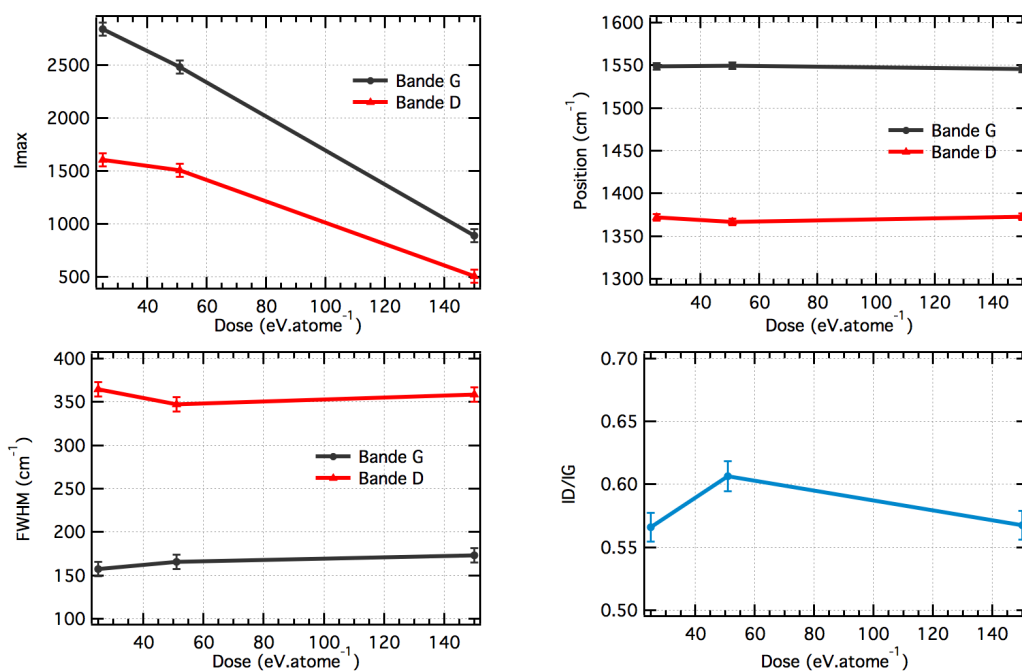 Imax
2500
2000
1500
1000
500
Bande G
Bande D
40 60 80 100 120 140
Dose (eV.atome⁻¹)
Position (cm⁻¹)
1600
1550
1500
1450
1400
1350
1300
Bande G
Bande D
40 60 80 100 120 140
Dose (eV.atome⁻¹)
FWHM (cm⁻¹)
400
350
300
250
200
150
100
Bande G
Bande D
40 60 80 100 120 140
Dose (eV.atome⁻¹)
ID/IG
0.70
0.65
0.60
0.55
0.50
40 60 80 100 120 140
Dose (eV.atome⁻¹)